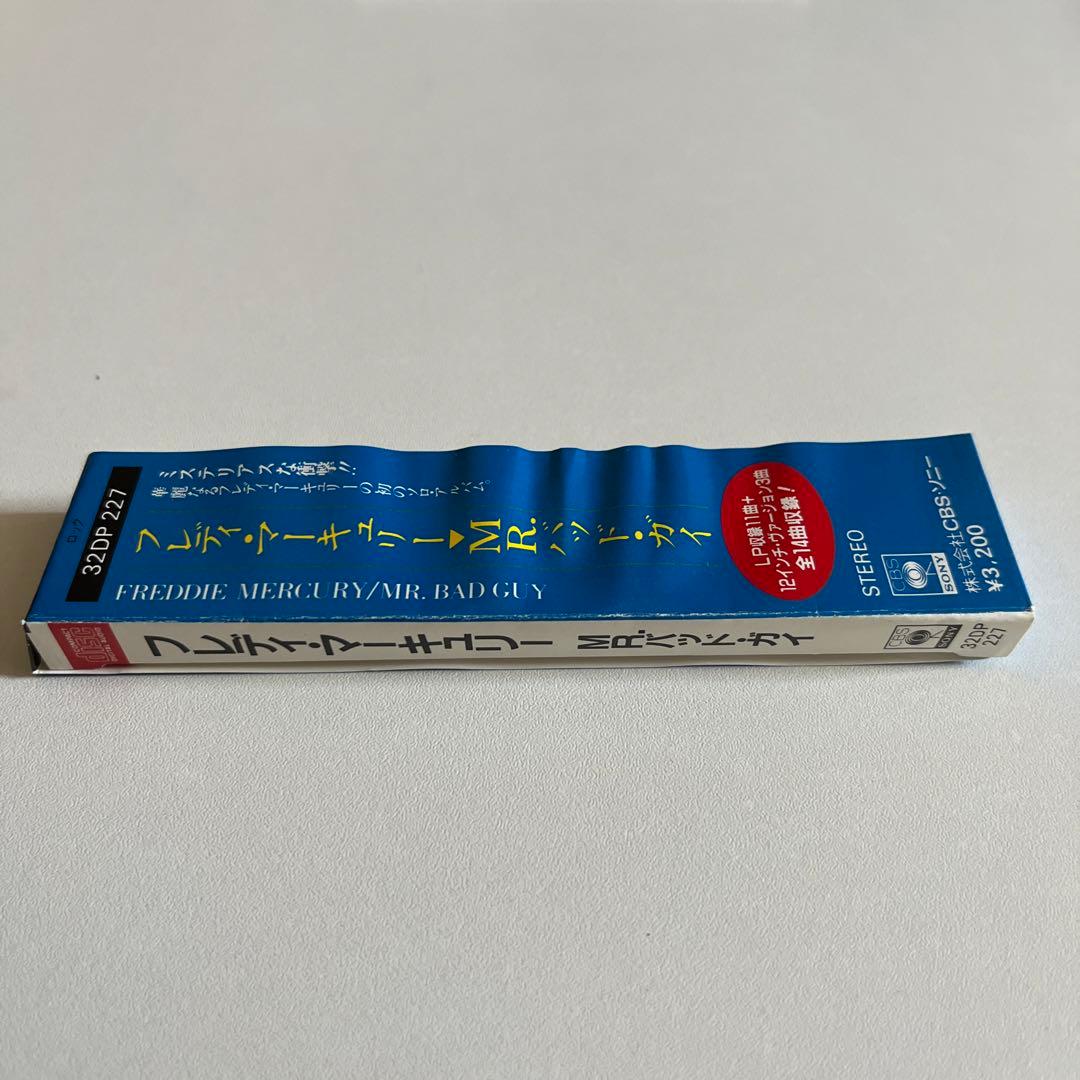 ロック
32DP 227
ミステリアスな衝撃!!
華麗なるフレディ・マーキュリーの初のソロ・アルバム。
フレディ・マーキュリー▶MR.バッド・ガイ
FREDDIE MERCURY/MR. BAD GUY
LP収録11曲+
12インチ・ヴァージョン3曲
全14曲収録!
STEREO
CBS
SONY
株式会社CBSソニー
¥3,200
COMPACT
disc
DIGITAL AUDIO
フレディ・マーキュリー MR.バッド・ガイ
CBS
SONY
32DP
227